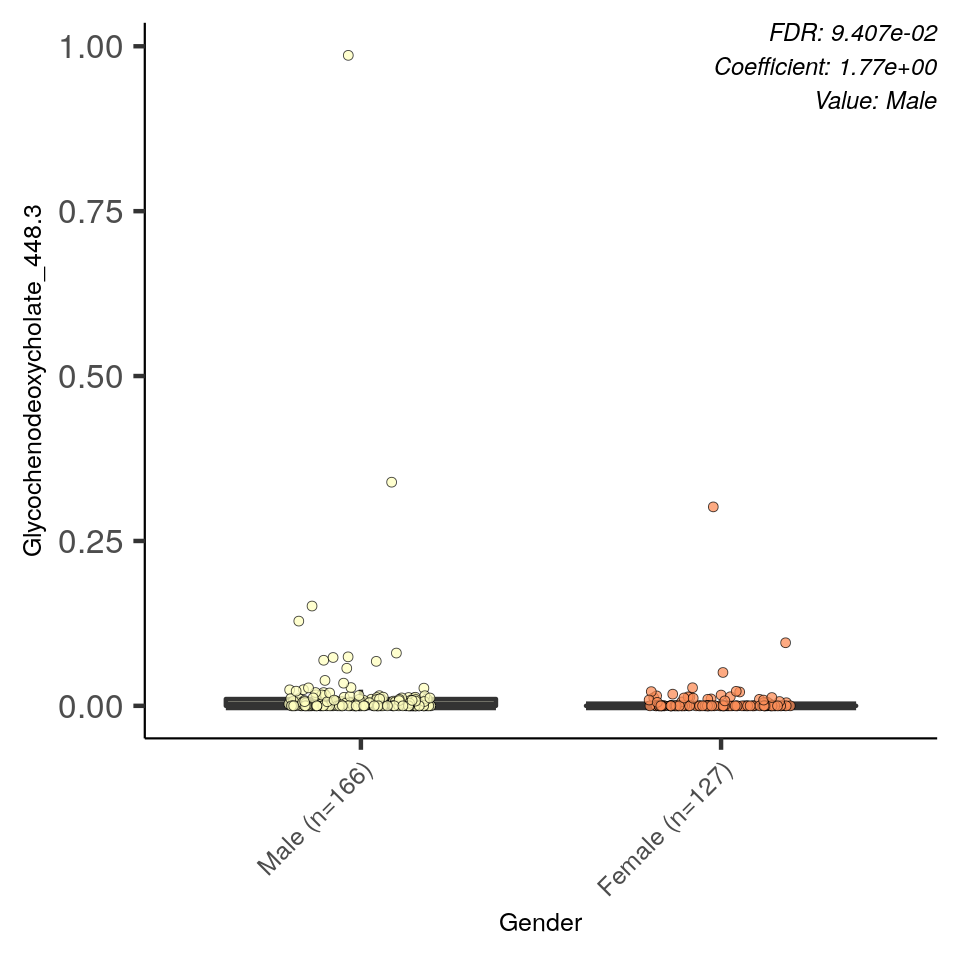 FDR: 9.407e-02
Coefficient: 1.77e+00
Value: Male
1.00
0.75
0.50
0.25
0.00
Glycochenodeoxycholate_448.3
Male (n=166)
Female (n=127)
Gender